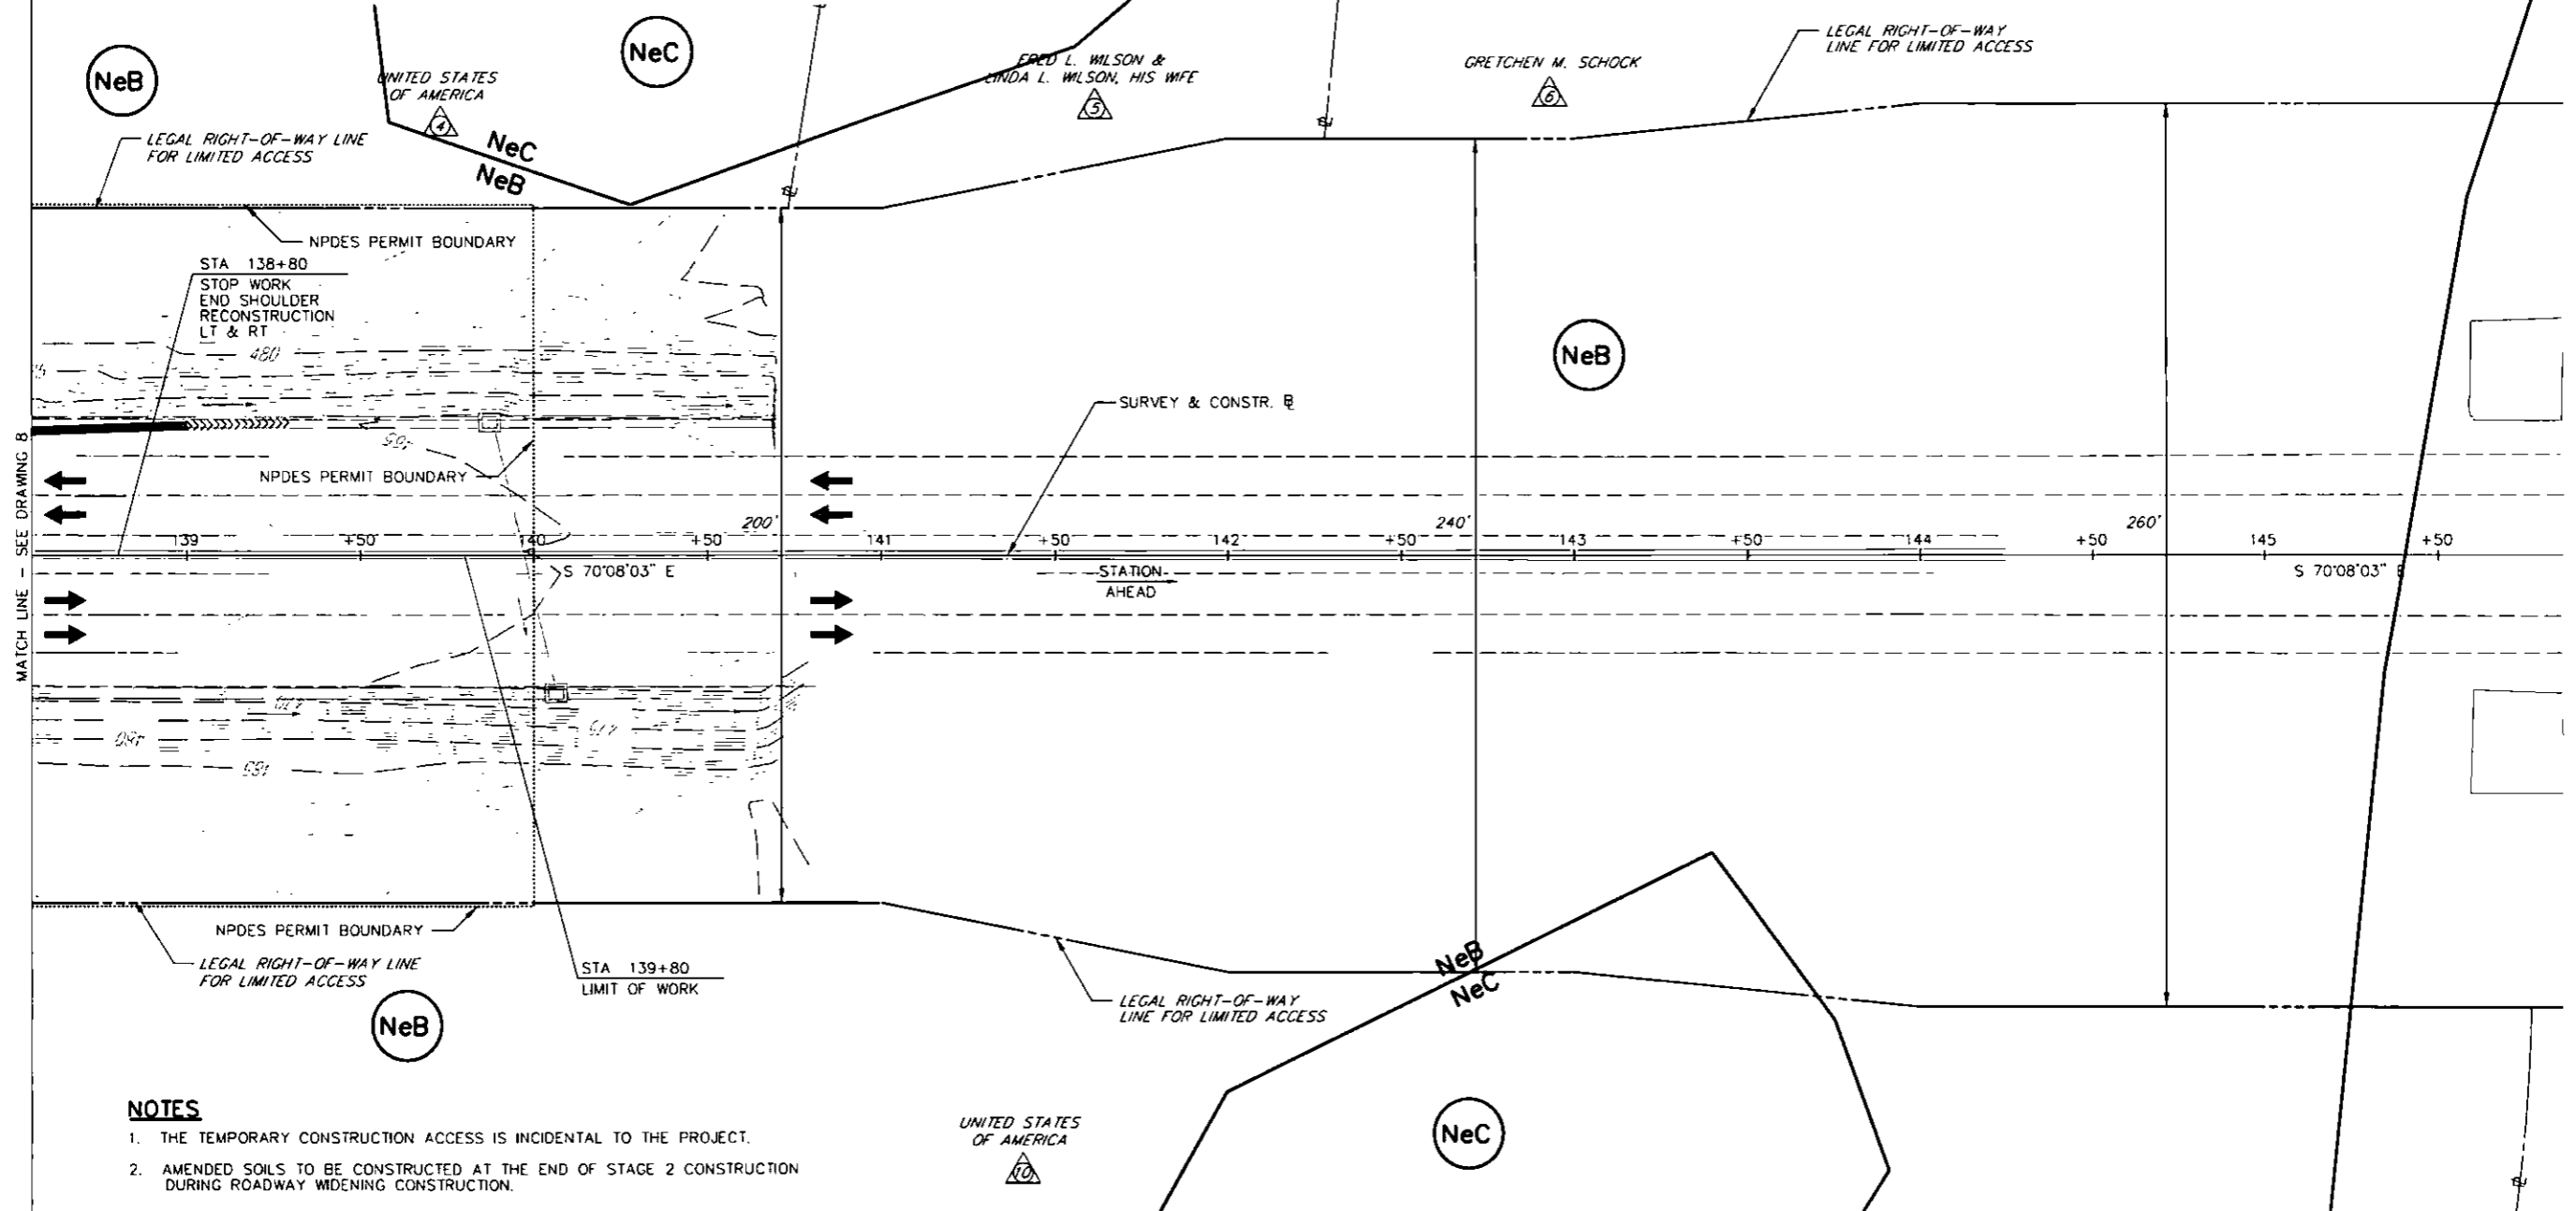 NeB
NeC
UNITED STATES
OF AMERICA
4
FRED L. WILSON &
LINDA L. WILSON, HIS WIFE
5
GRETCHEN M. SCHOCK
6
LEGAL RIGHT-OF-WAY
LINE FOR LIMITED ACCESS
LEGAL RIGHT-OF-WAY LINE
FOR LIMITED ACCESS
NeC
NeB
NPDES PERMIT BOUNDARY
STA 138+80
STOP WORK
END SHOULDER
RECONSTRUCTION
LT & RT
480
NeB
SURVEY & CONSTR. BL
MATCH LINE - SEE DRAWING 8
NPDES PERMIT BOUNDARY
200'
240'
260'
139
+50
140
+50
141
+50
142
+50
143
+50
144
+50
145
+50
S 70°08'03" E
STATION
AHEAD
S 70°08'03" E
470
475
480
485
NPDES PERMIT BOUNDARY
LEGAL RIGHT-OF-WAY LINE
FOR LIMITED ACCESS
STA 139+80
LIMIT OF WORK
NeB
NeC
LEGAL RIGHT-OF-WAY
LINE FOR LIMITED ACCESS
NeB
NOTES
1. THE TEMPORARY CONSTRUCTION ACCESS IS INCIDENTAL TO THE PROJECT.
2. AMENDED SOILS TO BE CONSTRUCTED AT THE END OF STAGE 2 CONSTRUCTION
DURING ROADWAY WIDENING CONSTRUCTION.
UNITED STATES
OF AMERICA
10
NeC